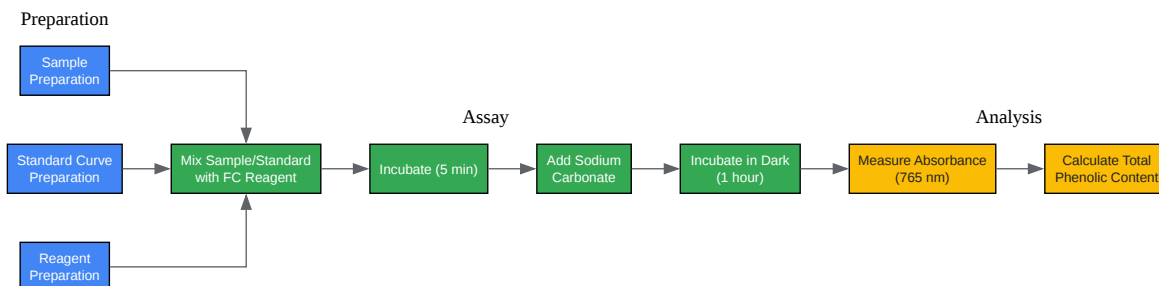 Preparation
Sample
Preparation
Assay
Analysis
Standard Curve
Preparation
Mix Sample/Standard
with FC Reagent
Incubate (5 min)
Add Sodium
Carbonate
Incubate in Dark
(1 hour)
Measure Absorbance
(765 nm)
Calculate Total
Phenolic Content
Reagent
Preparation